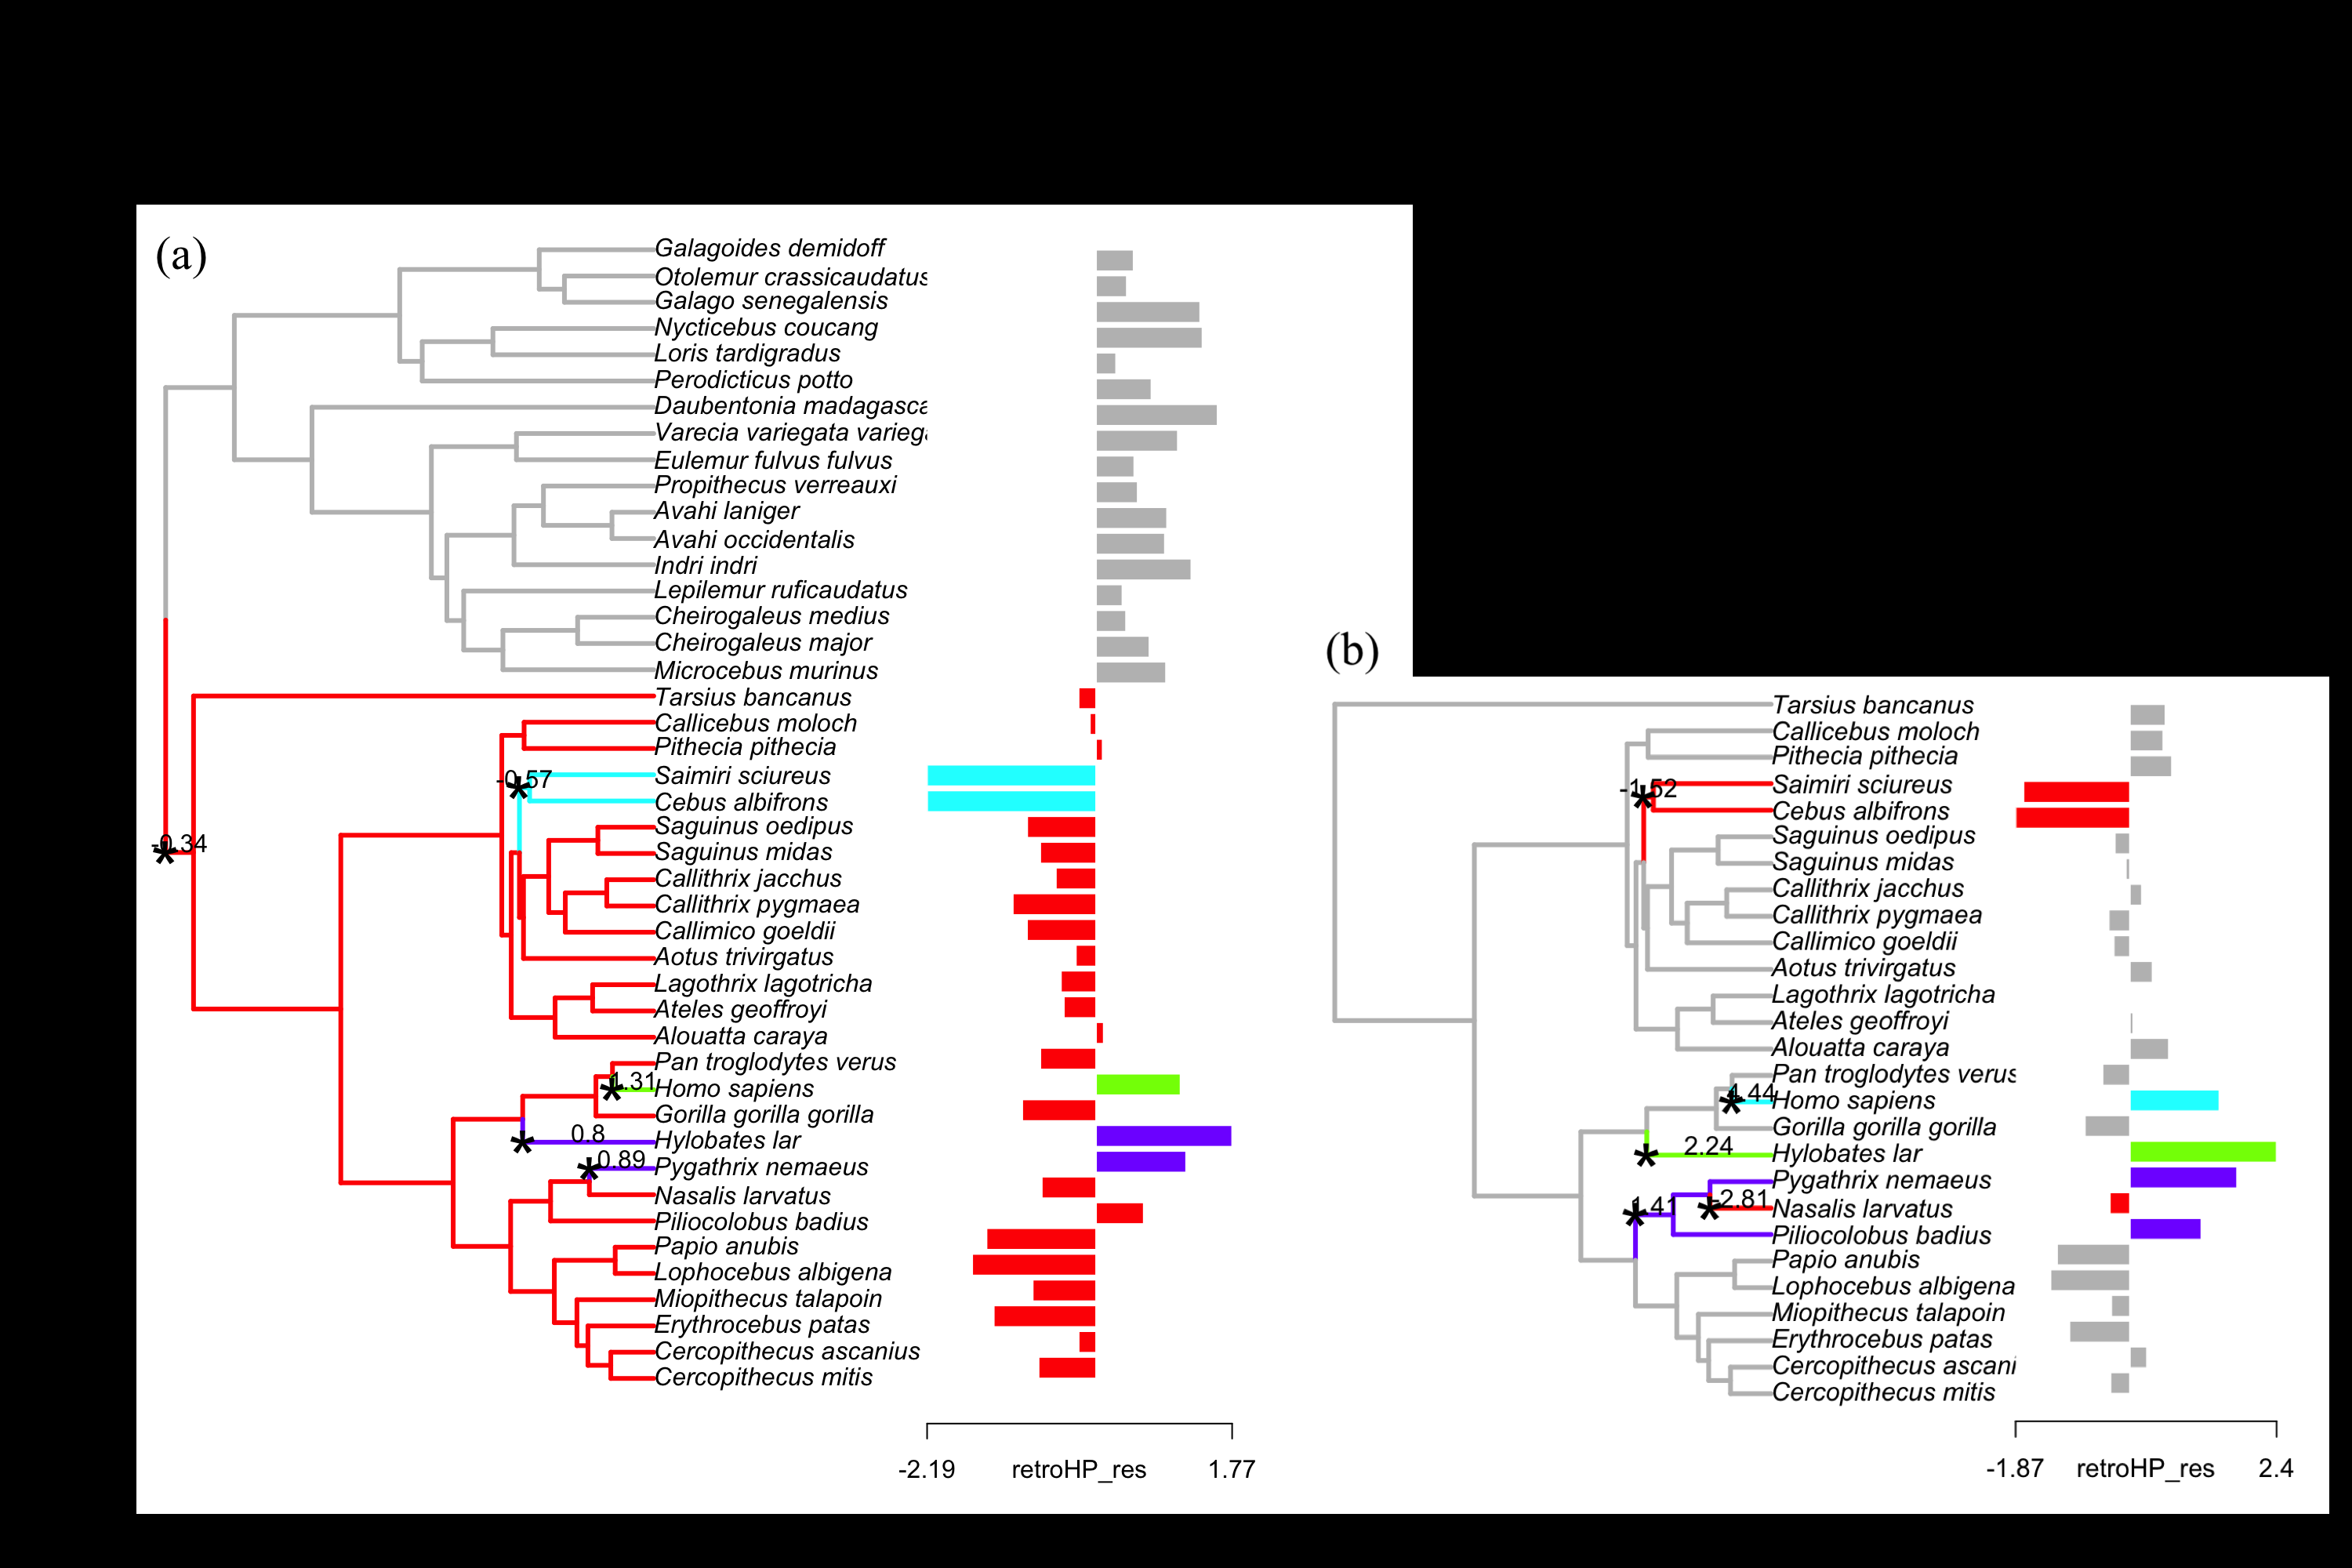 (a)
Galagoides demidoff
Otolemur crassicaudatus
Galago senegalensis
Nycticebus coucang
Loris tardigradus
Perodicticus potto
Daubentonia madagasca
Varecia variegata varieg
Eulemur fulvus fulvus
Propithecus verreauxi
Avahi laniger
Avahi occidentalis
Indri indri
Lepilemur ruficaudatus
Cheirogaleus medius
Cheirogaleus major
Microcebus murinus
Tarsius bancanus
Callicebus moloch
Pithecia pithecia
-0.57
Saimiri sciureus
Cebus albifrons
Saguinus oedipus
-0.34
Saguinus midas
Callithrix jacchus
Callithrix pygmaea
Callimico goeldii
Aotus trivirgatus
Lagothrix lagotricha
Ateles geoffroyi
Alouatta caraya
Pan troglodytes verus
1.31
Homo sapiens
Gorilla gorilla gorilla
0.8
Hylobates lar
0.89
Pygathrix nemaeus
Nasalis larvatus
Piliocolobus badius
Papio anubis
Lophocebus albigena
Miopithecus talapoin
Erythrocebus patas
Cercopithecus ascanius
Cercopithecus mitis
-2.19 retroHP_res 1.77
(b)
Tarsius bancanus
Callicebus moloch
Pithecia pithecia
-1.52
Saimiri sciureus
Cebus albifrons
Saguinus oedipus
Saguinus midas
Callithrix jacchus
Callithrix pygmaea
Callimico goeldii
Aotus trivirgatus
Lagothrix lagotricha
Ateles geoffroyi
Alouatta caraya
Pan troglodytes verus
4.44
Homo sapiens
Gorilla gorilla gorilla
2.24
Hylobates lar
Pygathrix nemaeus
1.41
-2.81
Nasalis larvatus
Piliocolobus badius
Papio anubis
Lophocebus albigena
Miopithecus talapoin
Erythrocebus patas
Cercopithecus ascani
Cercopithecus mitis
-1.87 retroHP_res 2.4